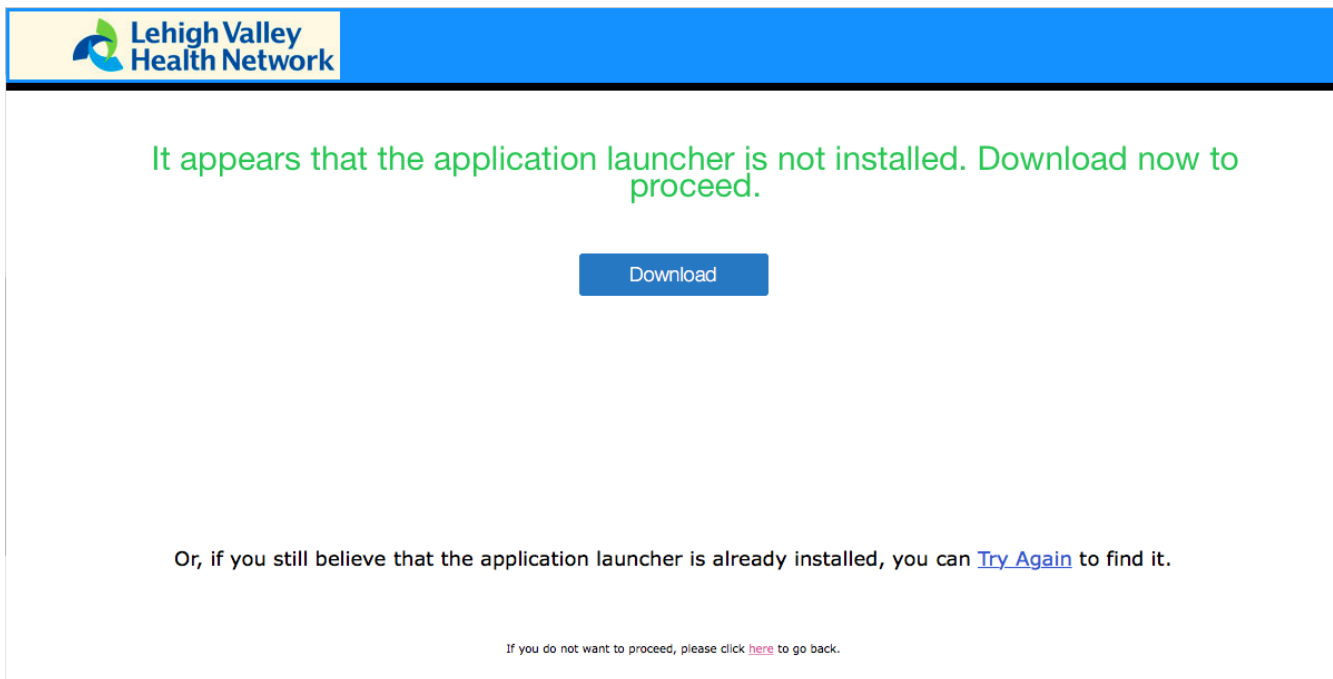 Lehigh Valley
Health Network
It appears that the application launcher is not installed. Download now to
proceed.
Download
Or, if you still believe that the application launcher is already installed, you can Try Again to find it.
If you do not want to proceed, please click here to go back.